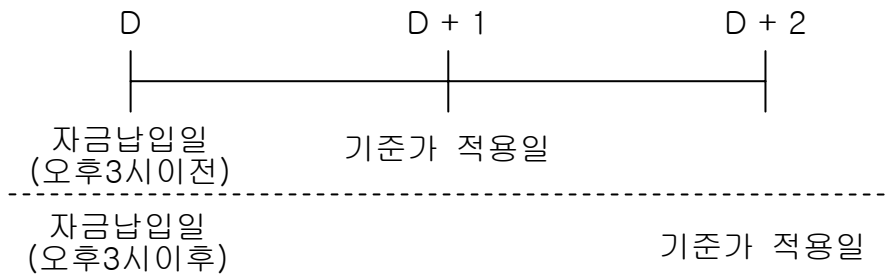 D D + 1 D + 2
자금납입일
(오후3시이전)
기준가 적용일
자금납입일
(오후3시이후)
기준가 적용일